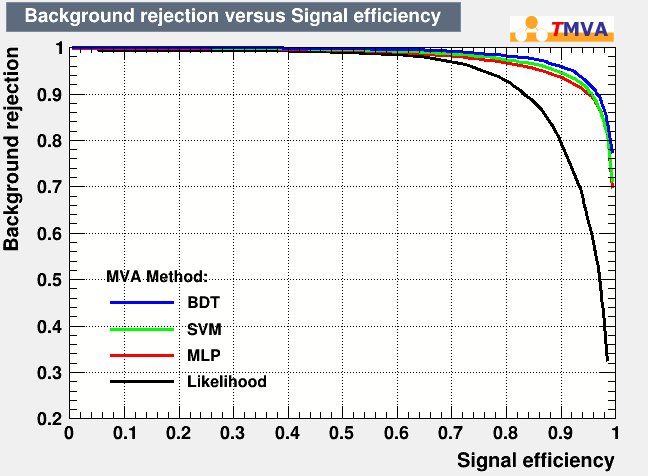 Background rejection versus Signal efficiency
TMVA
Background rejection
1
0.9
0.8
0.7
0.6
0.5
0.4
0.3
0.2
MVA Method:
BDT
SVM
MLP
Likelihood
0 0.1 0.2 0.3 0.4 0.5 0.6 0.7 0.8 0.9 1
Signal efficiency